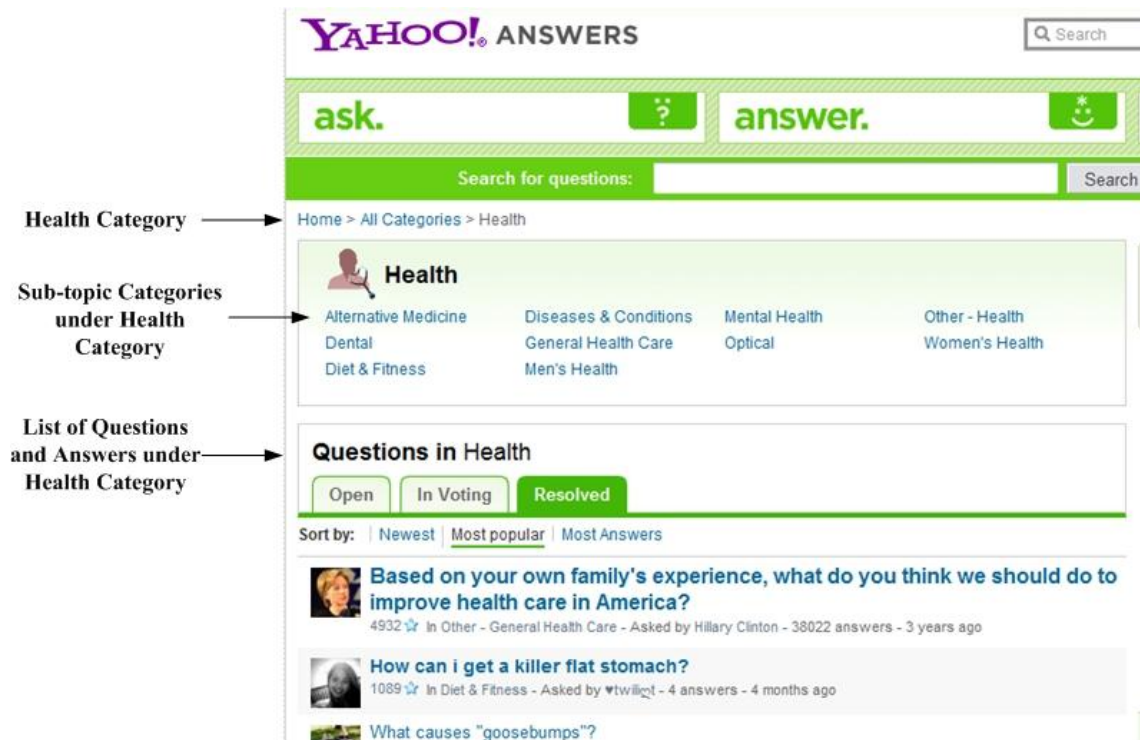 YAHOO! ANSWERS
Search
ask.
?
answer.
Search for questions:
Search
Health Category
Home > All Categories > Health
Health
Sub-topic Categories
under Health
Category
Alternative Medicine
Diseases & Conditions
Mental Health
Other - Health
Dental
General Health Care
Optical
Women's Health
Diet & Fitness
Men's Health
List of Questions
and Answers under
Health Category
Questions in Health
Open
In Voting
Resolved
Sort by: | Newest | Most popular | Most Answers
Based on your own family's experience, what do you think we should do to
improve health care in America?
4932 In Other - General Health Care - Asked by Hillary Clinton - 38022 answers - 3 years ago
How can i get a killer flat stomach?
1089 In Diet & Fitness - Asked by - 4 answers - 4 months ago
What causes "goosebumps"?